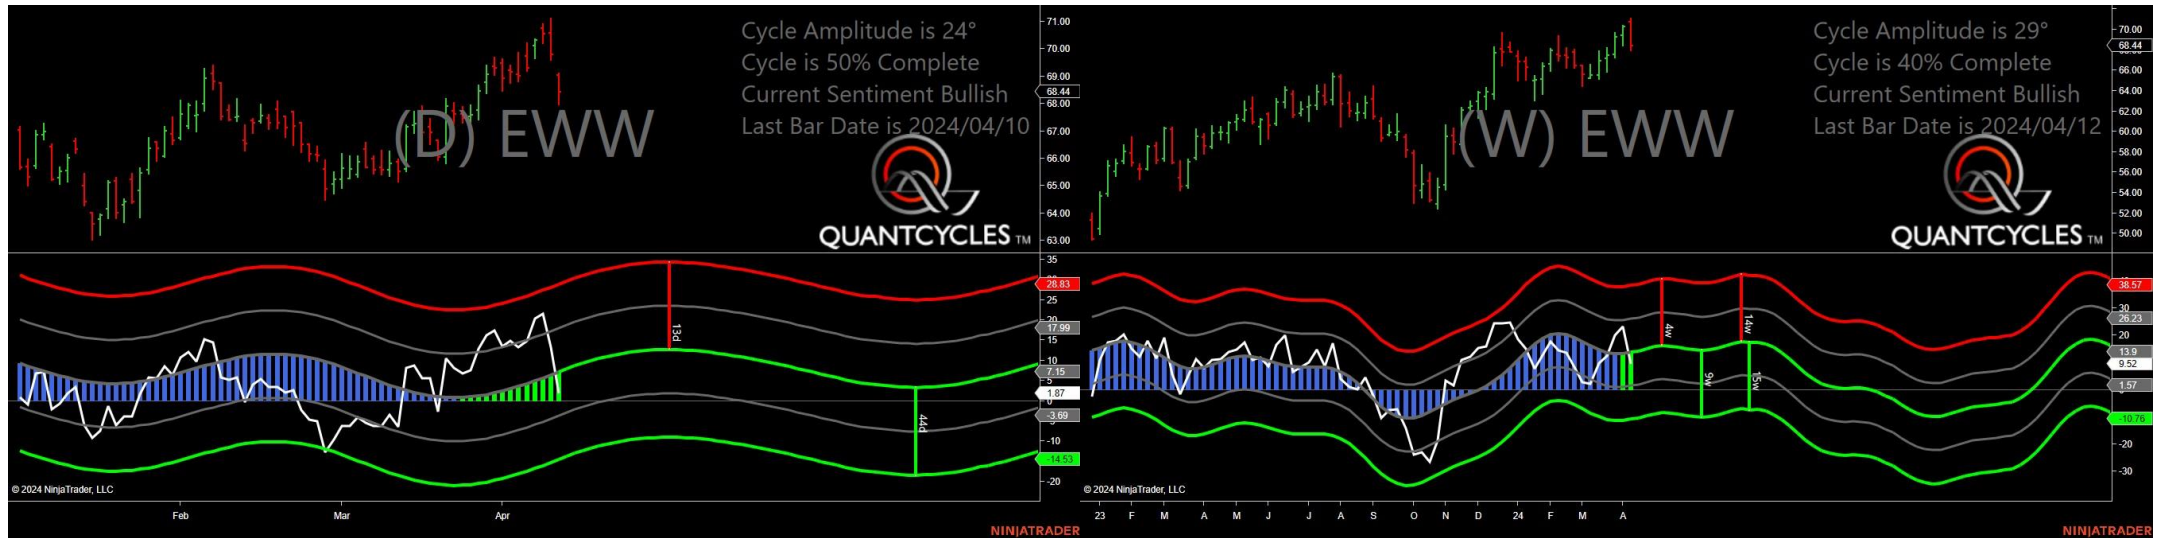 Cycle Amplitude is 24°
Cycle is 50% Complete
Current Sentiment Bullish
Last Bar Date is 2024/04/10
(D) EWW
QUANTCYCLES TM
71.00
70.00
69.00
68.44
68.00
67.00
66.00
65.00
64.00
63.00
35
28.83
25
20
17.99
15
10
7.15
5
1.87
0
-3.69
-10
-14.53
-20
13d
44d
© 2024 NinjaTrader, LLC
Feb Mar Apr
NINJATRADER
Cycle Amplitude is 29°
Cycle is 40% Complete
Current Sentiment Bullish
Last Bar Date is 2024/04/12
(W) EWW
QUANTCYCLES TM
70.00
68.44
66.00
64.00
62.00
60.00
58.00
56.00
54.00
52.00
50.00
38.57
30
26.23
20
13.9
9.52
1.57
-10.76
-20
-30
4w
14w
9w
15w
© 2024 NinjaTrader, LLC
23 F M A M J J A S O N D 24 F M A
NINJATRADER